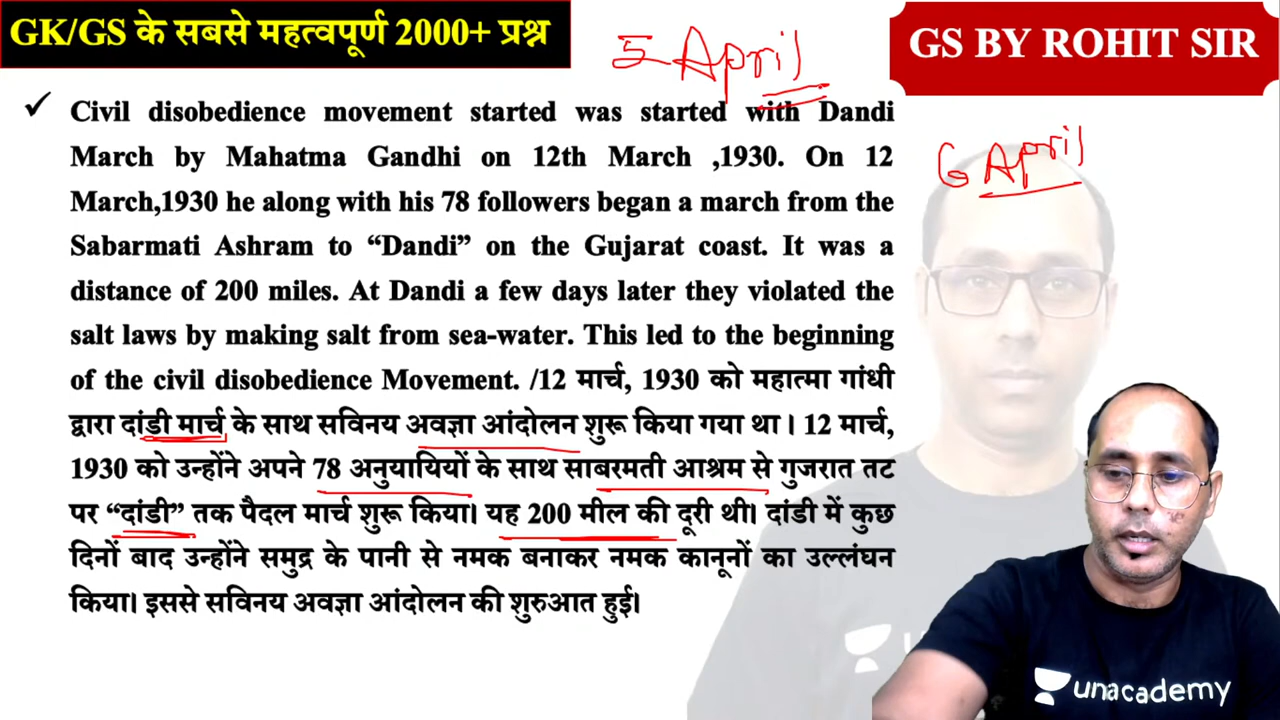 GK/GS के सबसे महत्वपूर्ण 2000+ प्रश्न
5 April
GS BY ROHIT SIR
6 April
✓ Civil disobedience movement started was started with Dandi
March by Mahatma Gandhi on 12th March ,1930. On 12
March,1930 he along with his 78 followers began a march from the
Sabarmati Ashram to “Dandi” on the Gujarat coast. It was a
distance of 200 miles. At Dandi a few days later they violated the
salt laws by making salt from sea-water. This led to the beginning
of the civil disobedience Movement. /12 मार्च, 1930 को महात्मा गांधी
द्वारा दांडी मार्च के साथ सविनय अवज्ञा आंदोलन शुरू किया गया था। 12 मार्च,
1930 को उन्होंने अपने 78 अनुयायियों के साथ साबरमती आश्रम से गुजरात तट
पर “दांडी” तक पैदल मार्च शुरू किया। यह 200 मील की दूरी थी। दांडी में कुछ
दिनों बाद उन्होंने समुद्र के पानी से नमक बनाकर नमक कानूनों का उल्लंघन
किया। इससे सविनय अवज्ञा आंदोलन की शुरुआत हुई।
unacademy